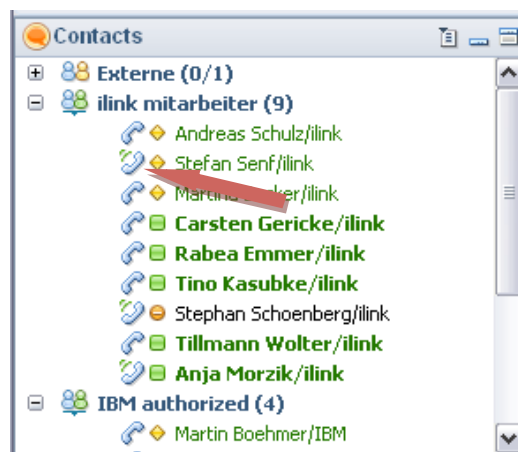 Contacts
Externe (0/1)
ilink mitarbeiter (9)
Andreas Schulz/ilink
Stefan Senf/ilink
/ilink
Carsten Gericke/ilink
Rabea Emmer/ilink
Tino Kasubke/ilink
Stephan Schoenberg/ilink
Tillmann Wolter/ilink
Anja Morzik/ilink
IBM authorized (4)
Martin Boehmer/IBM